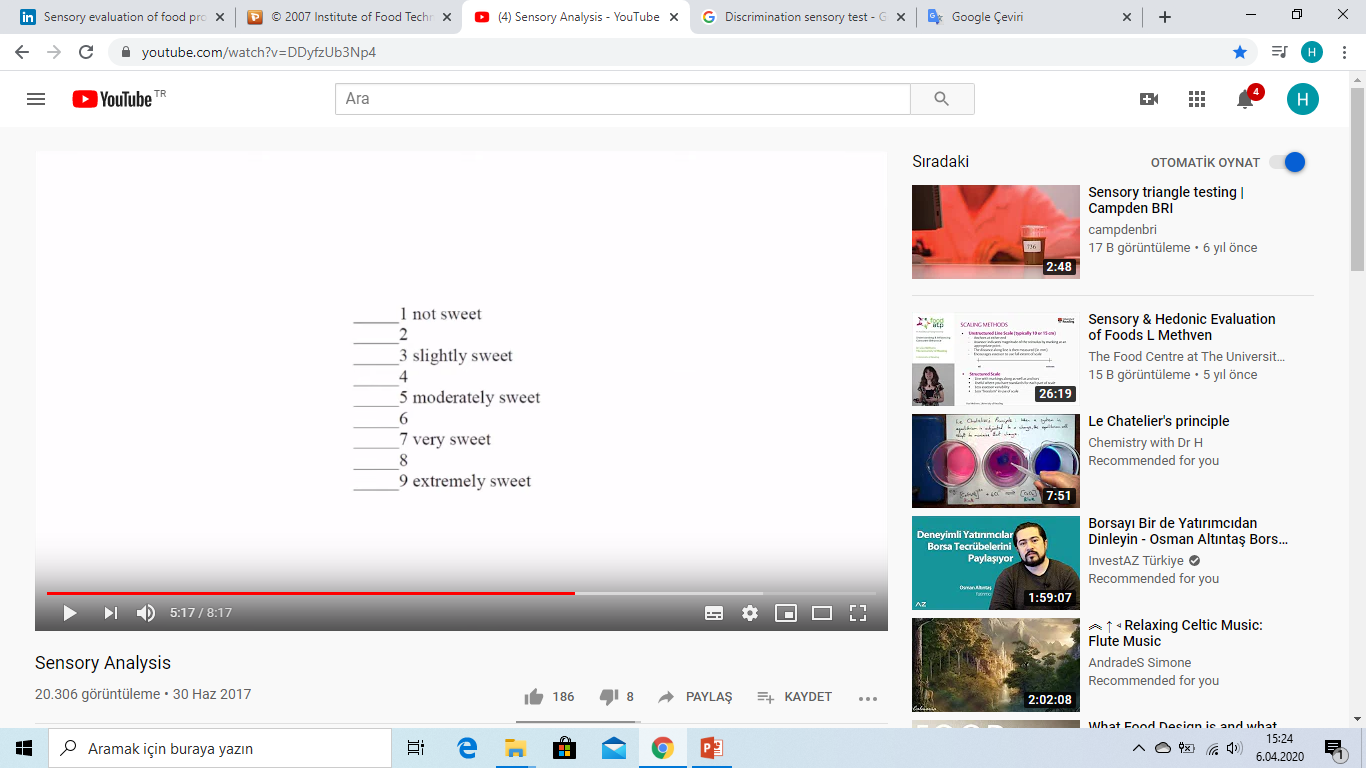 Sensory evaluation of food pro
© 2007 Institute of Food Techn
(4) Sensory Analysis - YouTube
Discrimination sensory test - G
Google Çeviri
youtube.com/watch?v=DDyfzUb3Np4
H
YouTube TR
Ara
4
H
_____1 not sweet
_____2
_____3 slightly sweet
_____4
_____5 moderately sweet
_____6
_____7 very sweet
_____8
_____9 extremely sweet
5:17 / 8:17
Sensory Analysis
20.306 görüntüleme • 30 Haz 2017
186
8
PAYLAŞ
KAYDET
Sıradaki
OTOMATİK OYNAT
736
2:48
Sensory triangle testing |
Campden BRI
campdenbri
17 B görüntüleme • 6 yıl önce
SCALING METHODS
26:19
Sensory & Hedonic Evaluation
of Foods L Methven
The Food Centre at The Universit...
15 B görüntüleme • 5 yıl önce
7:51
Le Chatelier's principle
Chemistry with Dr H
Recommended for you
Deneyimli Yatırımcılar
Borsa Tecrübelerini
Paylaşıyor
Osman Altıntaş
AZ
1:59:07
Borsayı Bir de Yatırımcıdan
Dinleyin - Osman Altıntaş Bors...
InvestAZ Türkiye
Recommended for you
2:02:08
Relaxing Celtic Music:
Flute Music
AndradeS Simone
Recommended for you
What Food Design is and what
Aramak için buraya yazın
15:24
6.04.2020
1